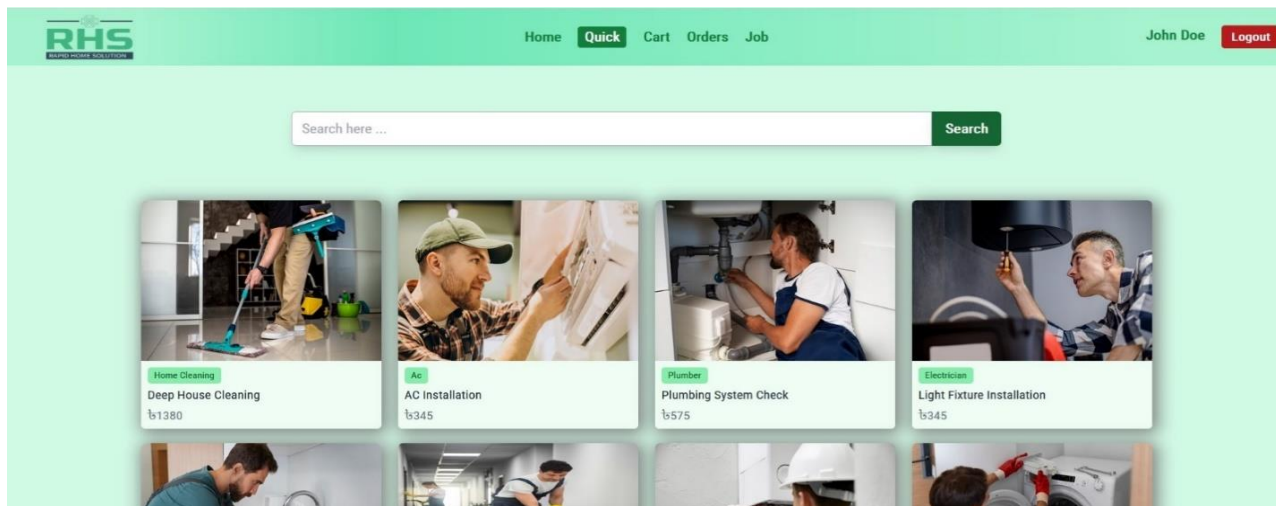 RHS
RAPID HOME SOLUTION
Home Quick Cart Orders Job
John Doe Logout
Search here ...
Search
Home Cleaning
Deep House Cleaning
৳1380
Ac
AC Installation
৳345
Plumber
Plumbing System Check
৳575
Electrician
Light Fixture Installation
৳345